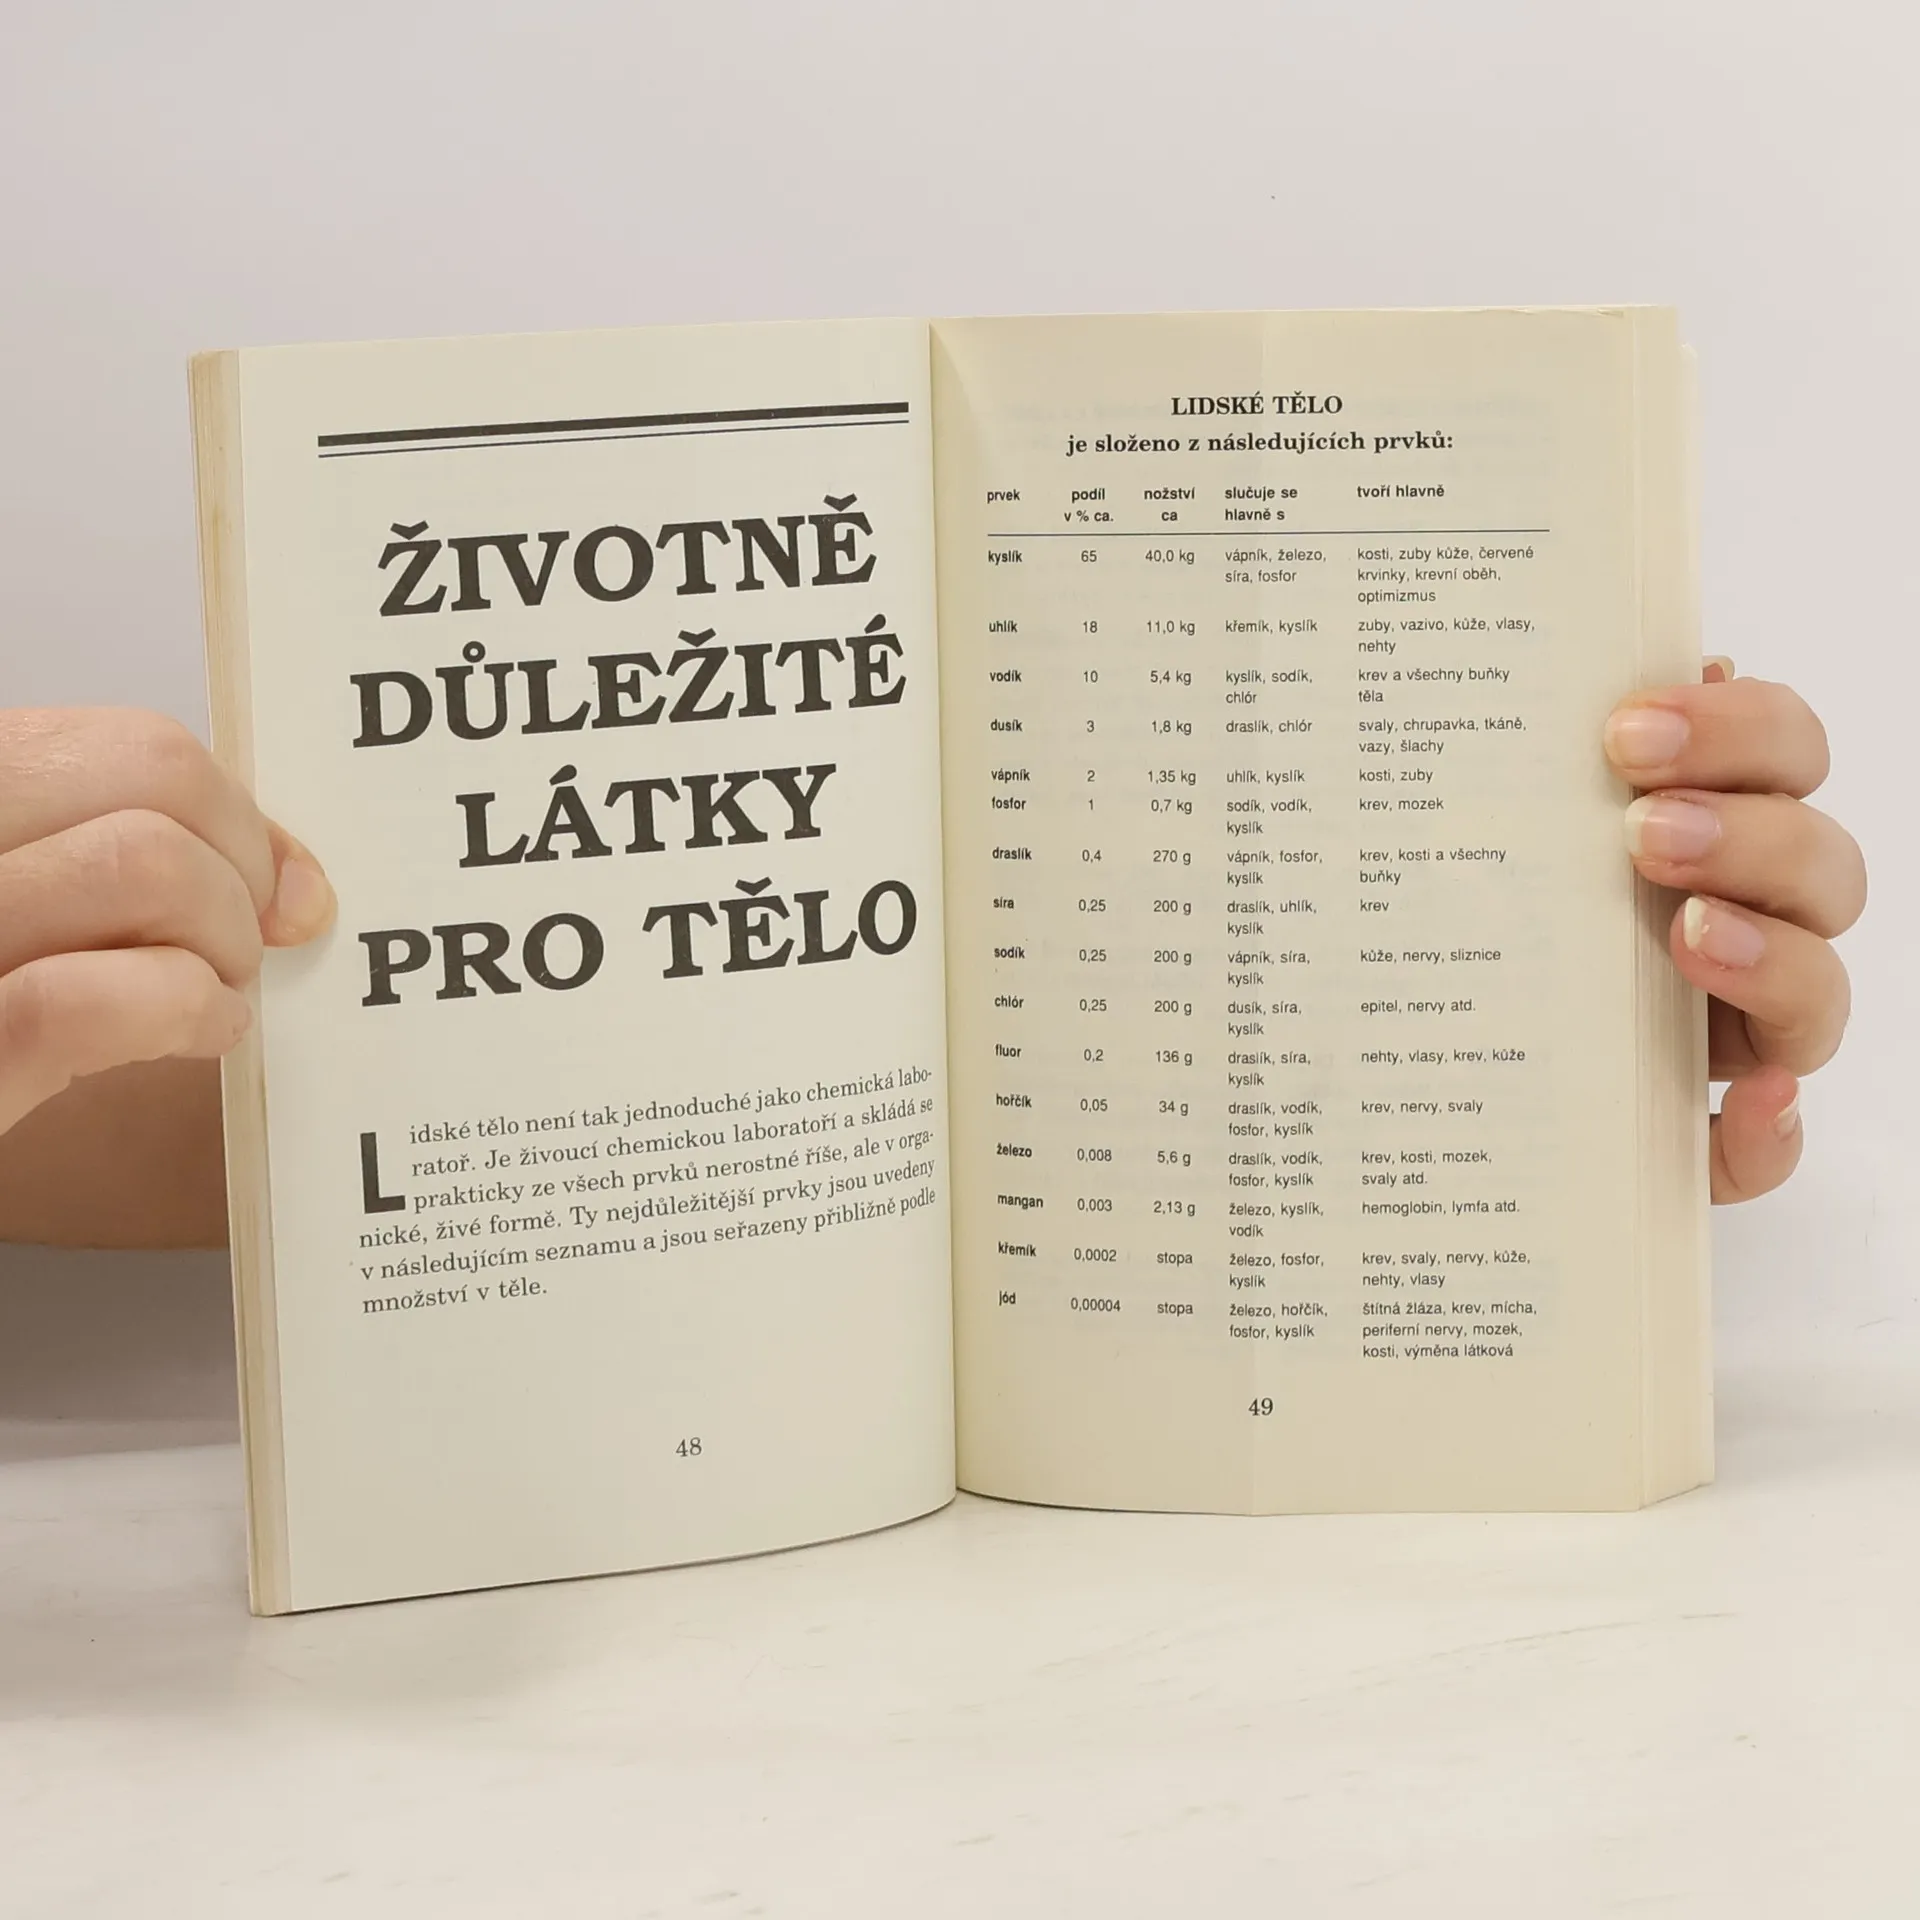 ŽIVOTNĚ
DŮLEŽITÉ
LÁTKY
PRO TĚLO
Lidské tělo není tak jednoduché jako chemická labo-
ratoř. Je živoucí chemickou laboratoří a skládá se
prakticky ze všech prvků nerostné říše, ale v orga-
nické, živé formě. Ty nejdůležitější prvky jsou uvedeny
v následujícím seznamu a jsou seřazeny přibližně podle
množství v těle.
48
LIDSKÉ TĚLO
je složeno z následujících prvků:
prvek podíl nožství slučuje se tvoří hlavně
v % ca. ca hlavně s
kyslík 65 40,0 kg vápník, železo, kosti, zuby kůže, červené
síra, fosfor krvinky, krevní oběh,
optimizmus
uhlík 18 11,0 kg křemík, kyslík zuby, vazivo, kůže, vlasy,
nehty
vodík 10 5,4 kg kyslík, sodík, krev a všechny buňky
chlór těla
dusík 3 1,8 kg draslík, chlór svaly, chrupavka, tkáně,
vazy, šlachy
vápník 2 1,35 kg uhlík, kyslík kosti, zuby
fosfor 1 0,7 kg sodík, vodík, krev, mozek
kyslík
draslík 0,4 270 g vápník, fosfor, krev, kosti a všechny
kyslík buňky
síra 0,25 200 g draslík, uhlík, krev
kyslík
sodík 0,25 200 g vápník, síra, kůže, nervy, sliznice
kyslík
chlór 0,25 200 g dusík, síra, epitel, nervy atd.
kyslík
fluor 0,2 136 g draslík, síra, nehty, vlasy, krev, kůže
kyslík
hořčík 0,05 34 g draslík, vodík, krev, nervy, svaly
fosfor, kyslík
železo 0,008 5,6 g draslík, vodík, krev, kosti, mozek,
fosfor, kyslík svaly atd.
mangan 0,003 2,13 g železo, kyslík, hemoglobin, lymfa atd.
vodík
křemík 0,0002 stopa železo, fosfor, krev, svaly, nervy, kůže,
kyslík nehty, vlasy
jód 0,00004 stopa železo, hořčík, štítná žláza, krev, mícha,
fosfor, kyslík periferní nervy, mozek,
kosti, výměna látková
49